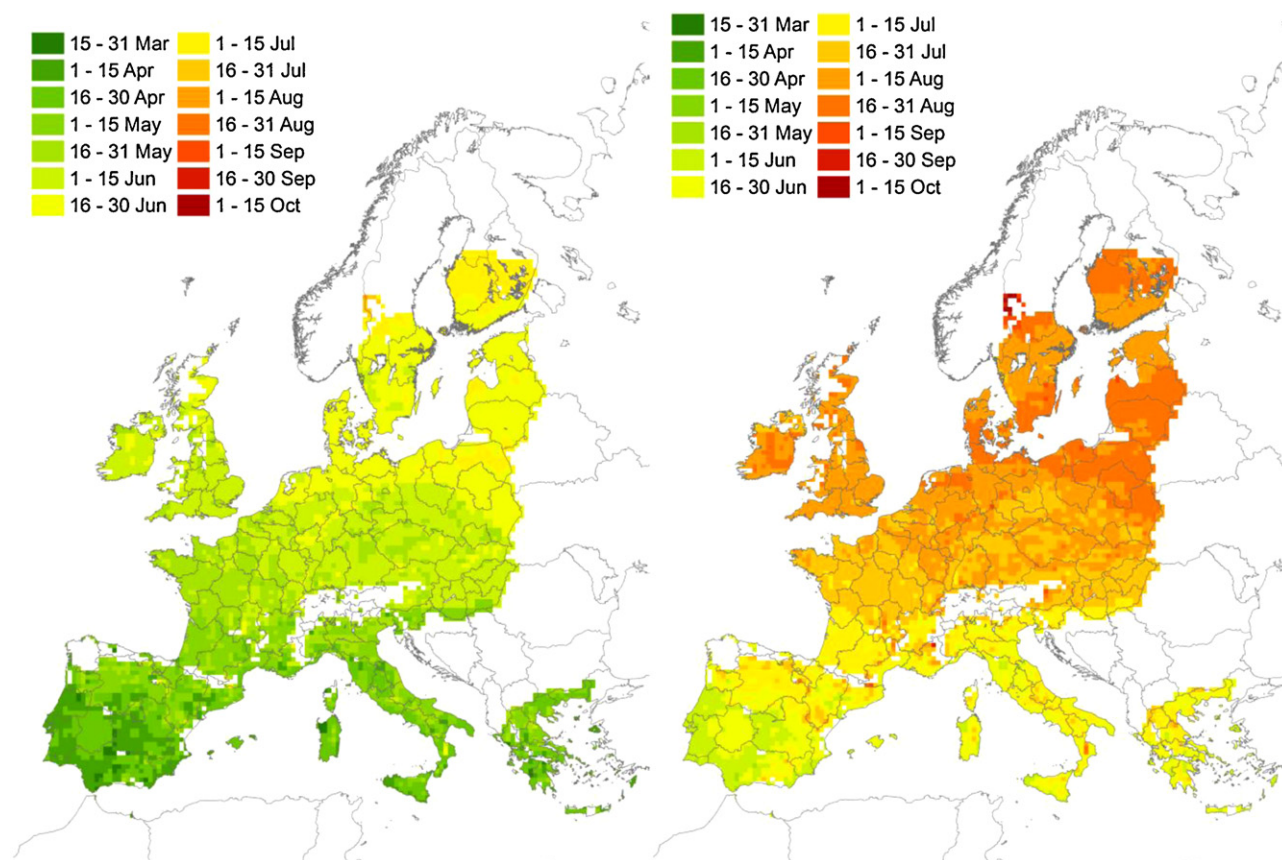 15 - 31 Mar
1 - 15 Apr
16 - 30 Apr
1 - 15 May
16 - 31 May
1 - 15 Jun
16 - 30 Jun
1 - 15 Jul
16 - 31 Jul
1 - 15 Aug
16 - 31 Aug
1 - 15 Sep
16 - 30 Sep
1 - 15 Oct
15 - 31 Mar
1 - 15 Apr
16 - 30 Apr
1 - 15 May
16 - 31 May
1 - 15 Jun
16 - 30 Jun
1 - 15 Jul
16 - 31 Jul
1 - 15 Aug
16 - 31 Aug
1 - 15 Sep
16 - 30 Sep
1 - 15 Oct